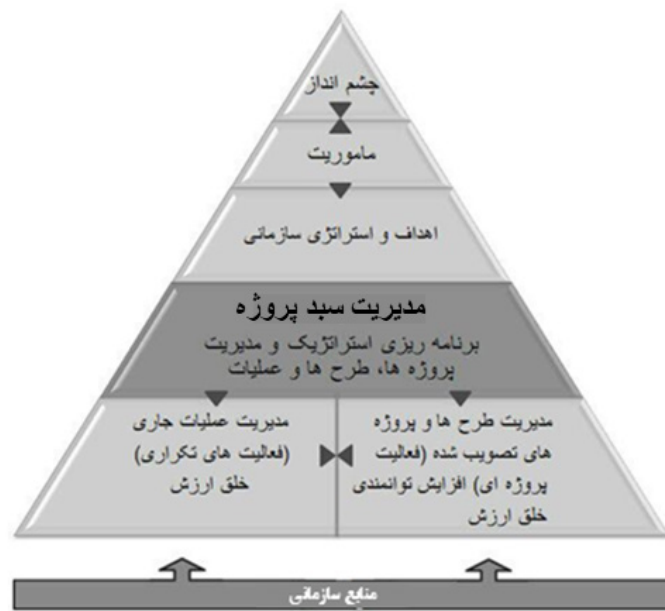 چشم انداز
ماموریت
اهداف و استراتژی سازمانی
مدیریت سبد پروژه
برنامه ریزی استراتژیک و مدیریت
پروژه ها، طرح ها و عملیات
مدیریت طرح ها و پروژه
های تصویب شده (فعالیت
پروژه ای) افزایش توانمندی
خلق ارزش
مدیریت عملیات جاری
(فعالیت های تکراری)
خلق ارزش
منابع سازمانی